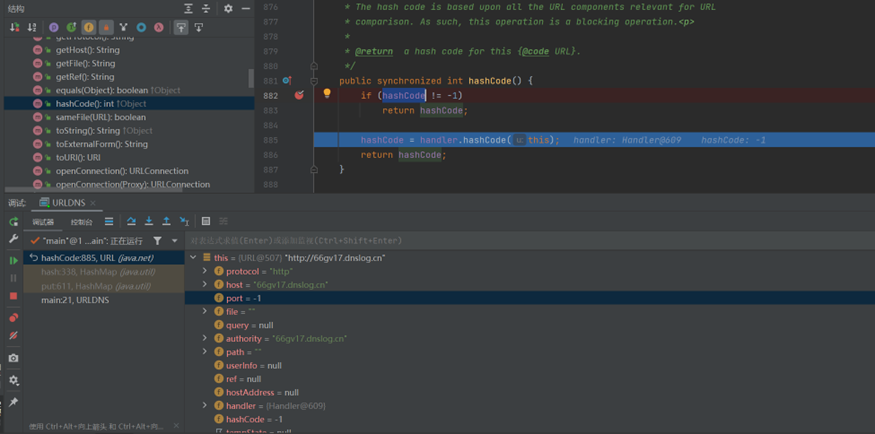 结构
getProtocol(): String
getHost(): String
getFile(): String
getRef(): String
equals(Object): boolean ↑Object
hashCode(): int ↑Object
sameFile(URL): boolean
toString(): String ↑Object
toExternalForm(): String
toURI(): URI
openConnection(): URLConnection
openConnection(Proxy): URLConnection
876 * The hash code is based upon all the URL components relevant for URL
877 * comparison. As such, this operation is a blocking operation.<p>
878 *
879 * @return a hash code for this {@code URL}.
880 */
881 public synchronized int hashCode() {
882 if (hashCode != -1)
883 return hashCode;
884
885 hashCode = handler.hashCode( this); handler: Handler@609 hashCode: -1
886 return hashCode;
887 }
888
调试: URLDNS ×
调试器 控制台
"main"@1 ...ain": 正在运行
hashCode:885, URL (java.net)
hash:338, HashMap (java.util)
put:611, HashMap (java.util)
main:21, URLDNS
使用 Ctrl+Alt+向上箭头 和 Ctrl+Alt+向... ×
对表达式求值(Enter)或添加监视(Ctrl+Shift+Enter)
this = {URL@507} "http://66gv17.dnslog.cn"
protocol = "http"
host = "66gv17.dnslog.cn"
port = -1
file = ""
query = null
authority = "66gv17.dnslog.cn"
path = ""
userInfo = null
ref = null
hostAddress = null
handler = {Handler@609}
hashCode = -1
tempState = null